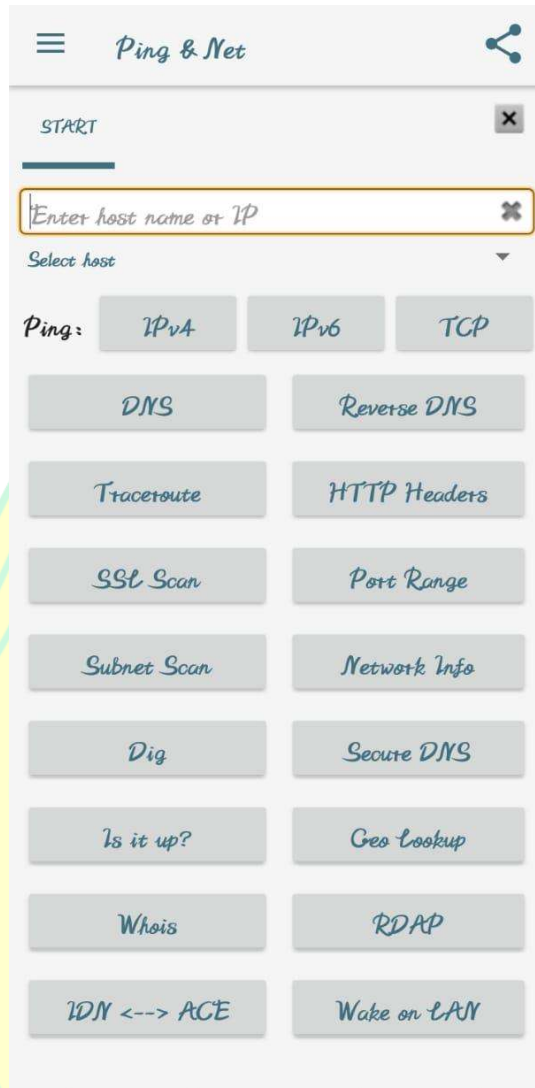 Ping & Net
START
Enter host name or IP
Select host
Ping: IPv4 IPv6 TCP
DNS Reverse DNS
Traceroute HTTP Headers
SSL Scan Port Range
Subnet Scan Network Info
Dig Secure DNS
Is it up? Geo Lookup
Whois RDAP
IDN <--> ACE Wake on LAN